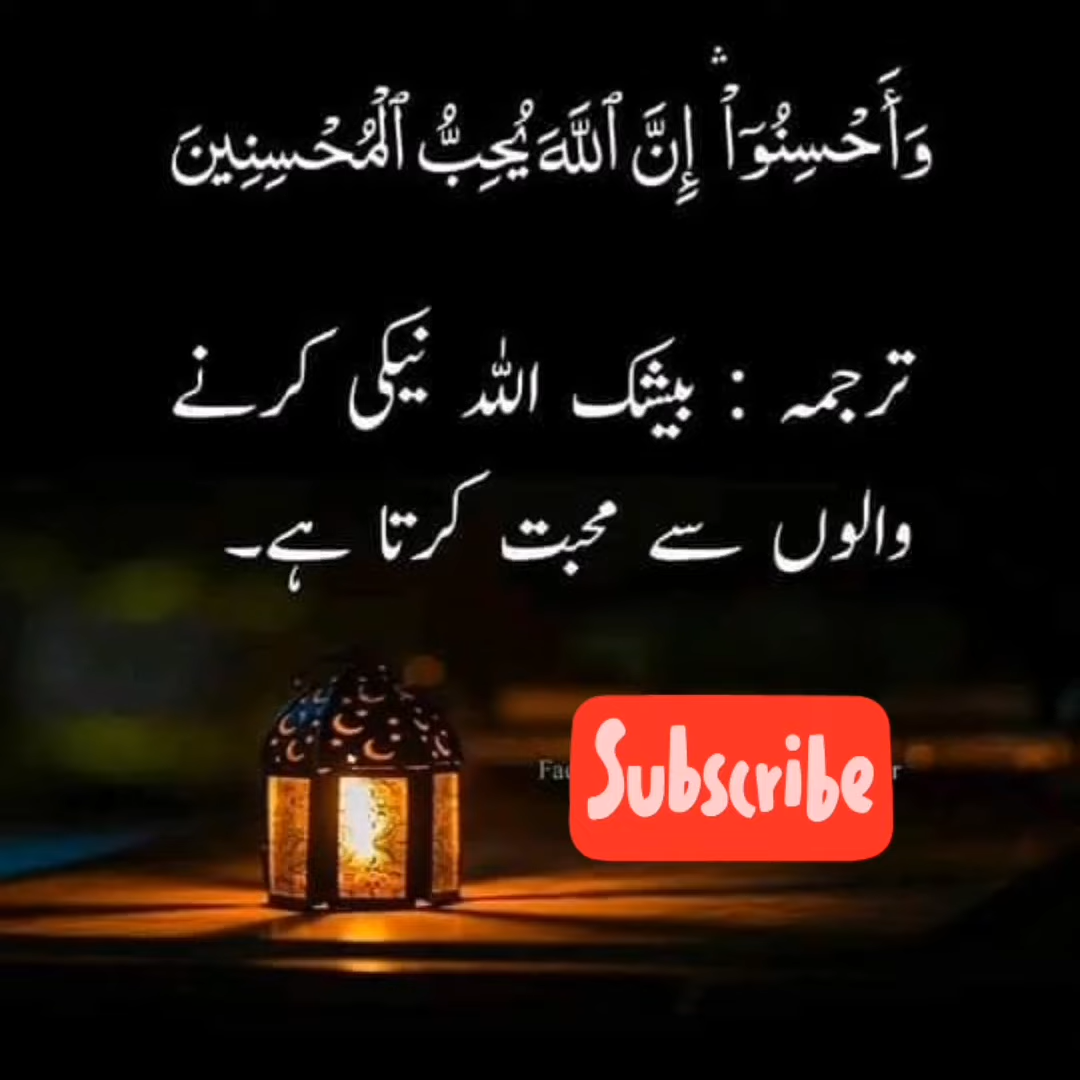 وَأَحْسِنُوٓا۟ ۛ إِنَّ ٱللَّهَ يُحِبُّ ٱلْمُحْسِنِينَ
ترجمہ : بیشک اللہ نیکی کرنے
والوں سے محبت کرتا ہے۔
Subscribe